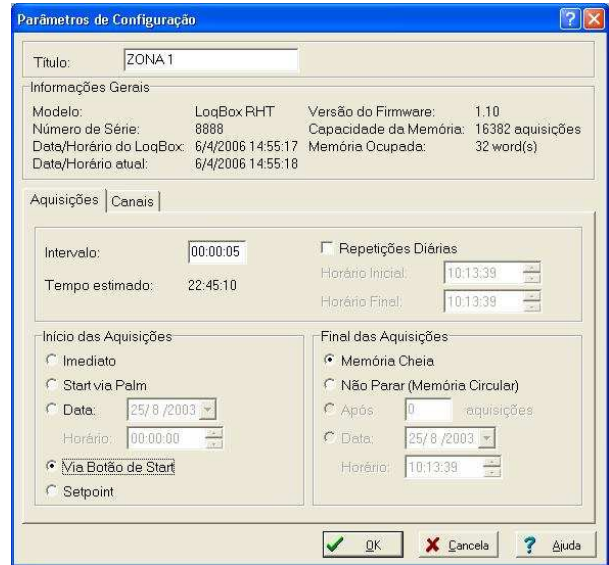 Parâmetros de Configuração
Título: ZONA 1
Informações Gerais
Modelo: LogBox RHT Versão do Firmware: 1.10
Número de Série: 8888 Capacidade da Memória: 16382 aquisições
Data/Horário do LogBox: 6/4/2006 14:55:17 Memória Ocupada: 32 word(s)
Data/Horário atual: 6/4/2006 14:55:18
Aquisições Canais
Intervalo: 00:00:05 Repetições Diárias
Horário Inicial: 10:13:39
Tempo estimado: 22:45:10
Horário Final: 10:13:39
Início das Aquisições
Imediato
Start via Palm
Data: 25/ 8 /2003
Horário: 00:00:00
Via Botão de Start
Setpoint
Final das Aquisições
Memória Cheia
Não Parar (Memória Circular)
Após 0 aquisições
Data: 25/ 8 /2003
Horário: 10:13:39
OK Cancela Ajuda